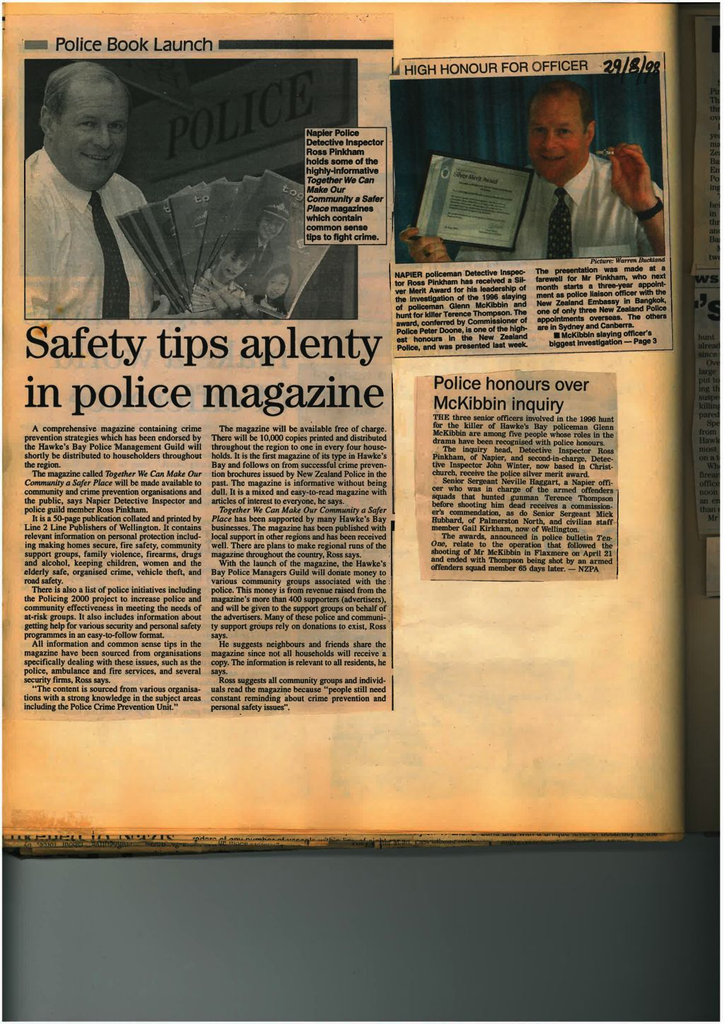 Police Book Launch
POLICE
Napier Police
Detective Inspector
Ross Pinkham
holds some of the
highly-informative
Together We Can
Make Our
Community a Safer
Place magazines
which contain
common sense
tips to fight crime.
Safety tips aplenty
in police magazine
A comprehensive magazine containing crime
prevention strategies which has been endorsed by
the Hawke's Bay Police Management Guild will
shortly be distributed to householders throughout
the region.
The magazine called Together We Can Make Our
Community a Safer Place will be made available to
community and crime prevention organisations and
the public, says Napier Detective Inspector and
police guild member Ross Pinkham.
It is a 50-page publication collated and printed by
Line 2 Line Publishers of Wellington. It contains
relevant information on personal protection includ-
ing making homes secure, fire safety, community
support groups, family violence, firearms, drugs
and alcohol, keeping children, women and the
elderly safe, organised crime, vehicle theft, and
road safety.
There is also a list of police initiatives including
the Policing 2000 project to increase police and
community effectiveness in meeting the needs of
at-risk groups. It also includes information about
getting help for various security and personal safety
programmes in an easy-to-follow format.
All information and common sense tips in the
magazine have been sourced from organisations
specifically dealing with these issues, such as the
police, ambulance and fire services, and several
security firms, Ross says.
"The content is sourced from various organisa-
tions with a strong knowledge in the subject areas
including the Police Crime Prevention Unit."
The magazine will be available free of charge.
There will be 10,000 copies printed and distributed
throughout the region to one in every four house-
holds. It is the first magazine of its type in Hawke's
Bay and follows on from successful crime preven-
tion brochures issued by New Zealand Police in the
past. The magazine is informative without being
dull. It is a mixed and easy-to-read magazine with
articles of interest to everyone, he says.
Together We Can Make Our Community a Safer
Place has been supported by many Hawke's Bay
businesses. The magazine has been published with
local support in other regions and has been received
well. There are plans to make regional runs of the
magazine throughout the country, Ross says.
With the launch of the magazine, the Hawke's
Bay Police Managers Guild will donate money to
various community groups associated with the
police. This money is from revenue raised from the
magazine's more than 400 supporters (advertisers),
and will be given to the support groups on behalf of
the advertisers. Many of these police and communi-
ty support groups rely on donations to exist, Ross
says.
He suggests neighbours and friends share the
magazine since not all households will receive a
copy. The information is relevant to all residents, he
says.
Ross suggests all community groups and individ-
uals read the magazine because "people still need
constant reminding about crime prevention and
personal safety issues".
HIGH HONOUR FOR OFFICER
29/8/98
Silver Merit Award
Picture: Warren Buckland
NAPIER policeman Detective Inspec-
tor Ross Pinkham has received a Sil-
ver Merit Award for his leadership of
the investigation of the 1996 slaying
of policeman Glenn McKibbin and
hunt for killer Terence Thompson. The
award, conferred by Commissioner of
Police Peter Doone, is one of the high-
est honours in the New Zealand
Police, and was presented last week.
The presentation was made at a
farewell for Mr Pinkham, who next
month starts a three-year appoint-
ment as police liaison officer with the
New Zealand Embassy in Bangkok,
one of only three New Zealand Police
appointments overseas. The others
are in Sydney and Canberra.
■ McKibbin slaying officer's
biggest investigation — Page 3
Police honours over
McKibbin inquiry
THE three senior officers involved in the 1996 hunt
for the killer of Hawke's Bay policeman Glenn
McKibbin are among five people whose roles in the
drama have been recognised with police honours.
The inquiry head, Detective Inspector Ross
Pinkham, of Napier, and second-in-charge, Detec-
tive Inspector John Winter, now based in Christ-
church, receive the police silver merit award.
Senior Sergeant Neville Haggart, a Napier offi-
cer who was in charge of the armed offenders
squads that hunted gunman Terence Thompson
before shooting him dead receives a commission-
er's commendation, as do Senior Sergeant Mick
Hubbard, of Palmerston North, and civilian staff
member Gail Kirkham, now of Wellington.
The awards, announced in police bulletin Ten-
One, relate to the operation that followed the
shooting of Mr McKibbin in Flaxmere on April 21
and ended with Thompson being shot by an armed
offenders squad member 65 days later. — NZPA